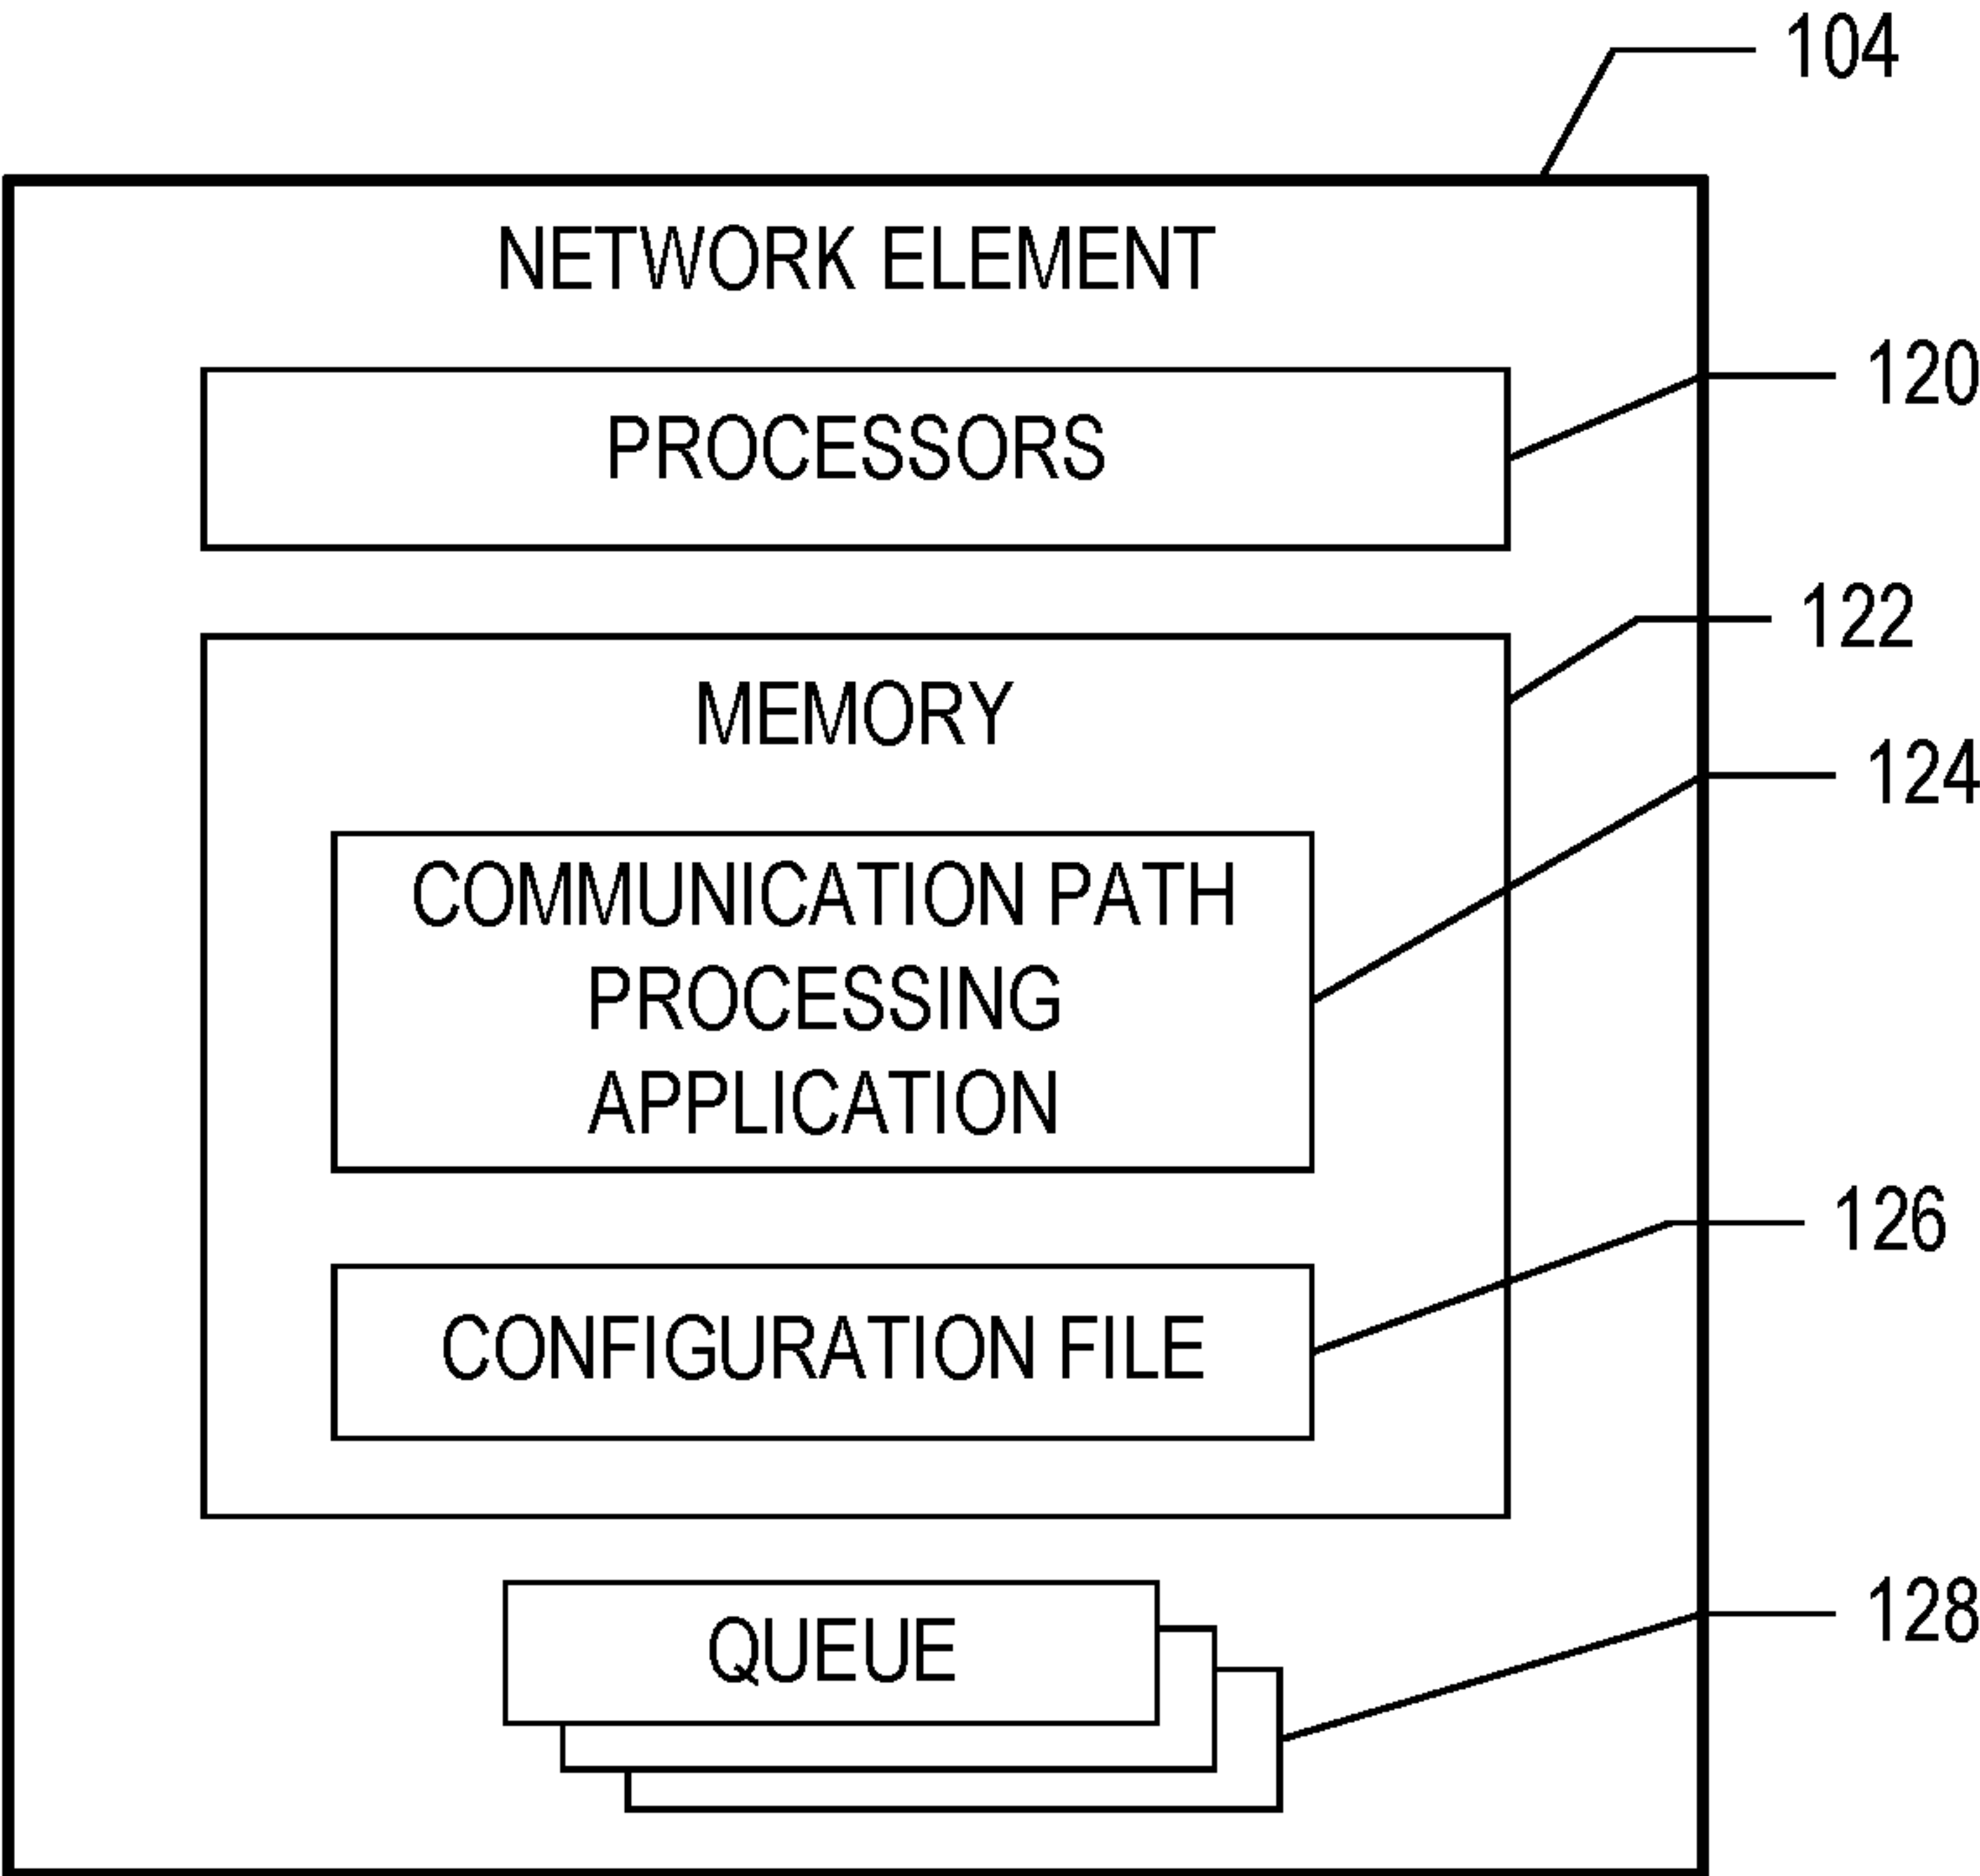 104
NETWORK ELEMENT
120
PROCESSORS
122
MEMORY
124
COMMUNICATION PATH
PROCESSING
APPLICATION
126
CONFIGURATION FILE
128
QUEUE